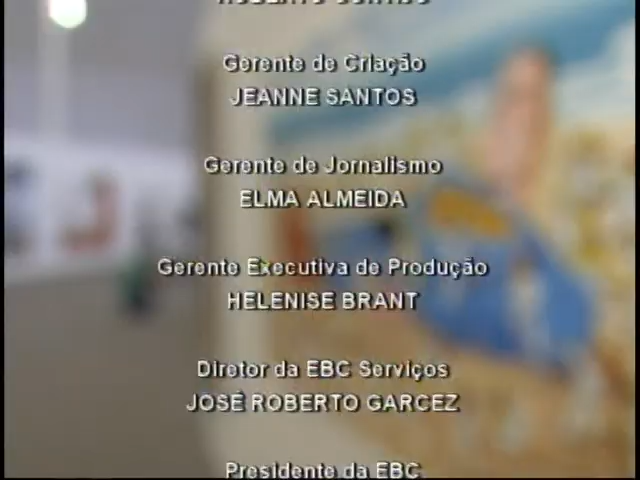 Gerente de Criação
JEANNE SANTOS
Gerente de Jornalismo
ELMA ALMEIDA
Gerente Executiva de Produção
HELENISE BRANT
Diretor da EBC Serviços
JOSÉ ROBERTO GARCEZ
Presidente da EBC